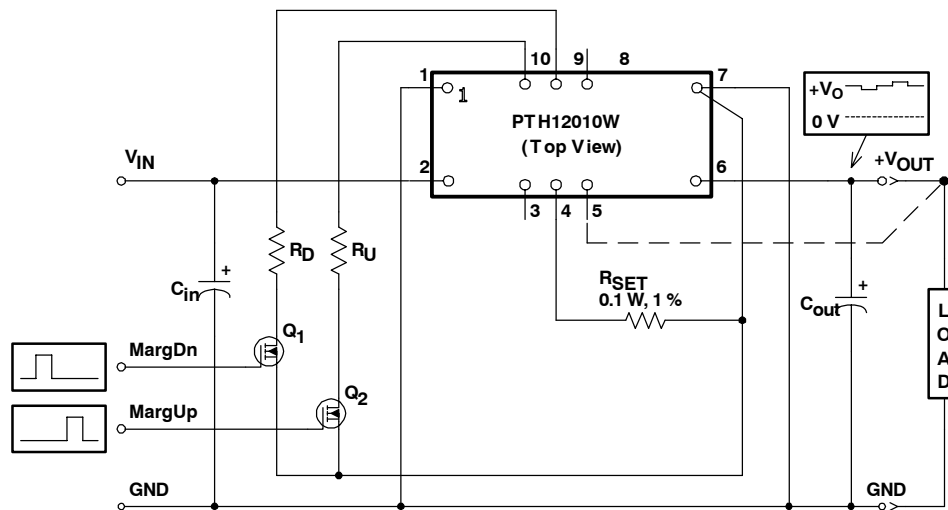 10 9 8
1 7
1
+VO
0 V
PTH12010W
(Top View)
VIN
2 6
+VOUT
3 4 5
RD RU
RSET
0.1 W, 1 %
Cin
+
Cout
+
L
O
A
D
Q1
MargDn
Q2
MargUp
GND GND